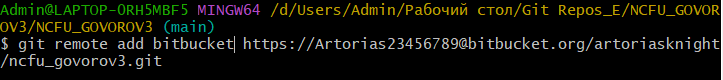 Admin@LAPTOP-ORH5MBF5 MINGW64 /d/Users/Admin/Рабочий стол/Git Repos_E/NCFU_GOVOR
OV3/NCFU_GOVOROV3 (main)
$ git remote add bitbucket https://Artorias23456789@bitbucket.org/artoriasknight
/ncfu_govorov3.git